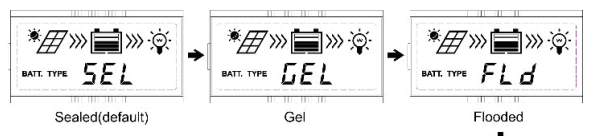 BATT. TYPE SEL
BATT. TYPE GEL
BATT. TYPE FLd
Sealed(default)
Gel
Flooded